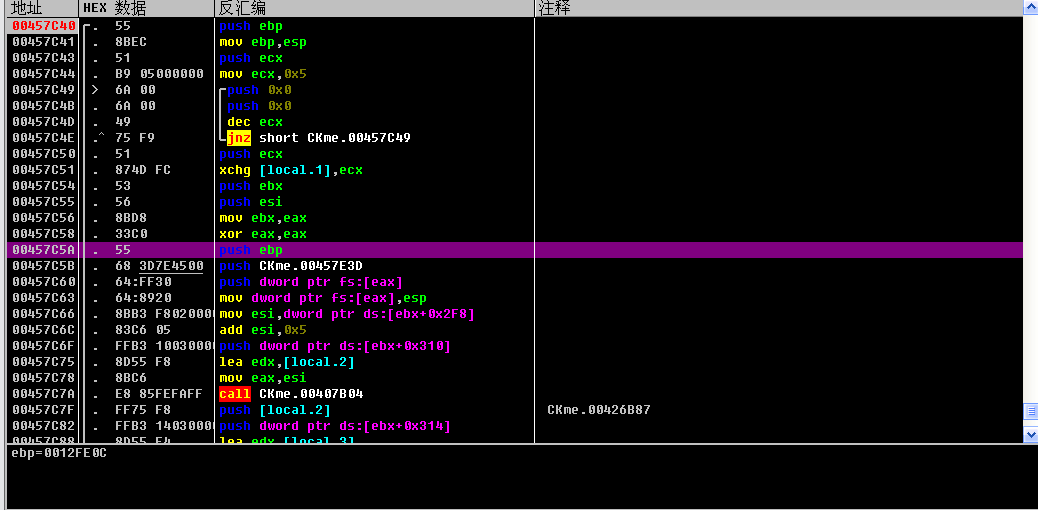 地址 HEX 数据 反汇编 注释
00457C40 . 55 push ebp
00457C41 . 8BEC mov ebp,esp
00457C43 . 51 push ecx
00457C44 . B9 05000000 mov ecx,0x5
00457C49 > 6A 00 push 0x0
00457C4B . 6A 00 push 0x0
00457C4D . 49 dec ecx
00457C4E .^ 75 F9 jnz short CKme.00457C49
00457C50 . 51 push ecx
00457C51 . 874D FC xchg [local.1],ecx
00457C54 . 53 push ebx
00457C55 . 56 push esi
00457C56 . 8BD8 mov ebx,eax
00457C58 . 33C0 xor eax,eax
00457C5A . 55 push ebp
00457C5B . 68 3D7E4500 push CKme.00457E3D
00457C60 . 64:FF30 push dword ptr fs:[eax]
00457C63 . 64:8920 mov dword ptr fs:[eax],esp
00457C66 . 8BB3 F8020000 mov esi,dword ptr ds:[ebx+0x2F8]
00457C6C . 83C6 05 add esi,0x5
00457C6F . FFB3 10030000 push dword ptr ds:[ebx+0x310]
00457C75 . 8D55 F8 lea edx,[local.2]
00457C78 . 8BC6 mov eax,esi
00457C7A . E8 85FEFAFF call CKme.00407B04
00457C7F . FF75 F8 push [local.2] CKme.00426B87
00457C82 . FFB3 14030000 push dword ptr ds:[ebx+0x314]
00457C88 . 8D55 F4 lea edx,[local.3]
ebp=0012FE0C